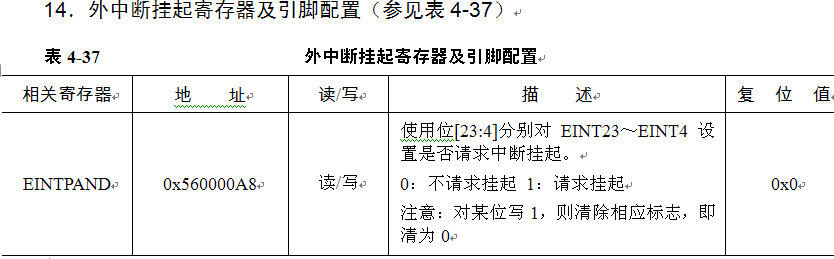 14．外中断挂起寄存器及引脚配置（参见表 4-37）
表 4-37 外中断挂起寄存器及引脚配置
相关寄存器 地 址 读/写 描 述 复 位 值
EINTPAND 0x560000A8 读/写 使用位[23:4]分别对 EINT23～EINT4 设 0x0
置是否请求中断挂起。
0：不请求挂起 1：请求挂起
注意：对某位写 1，则清除相应标志，即
清为 0